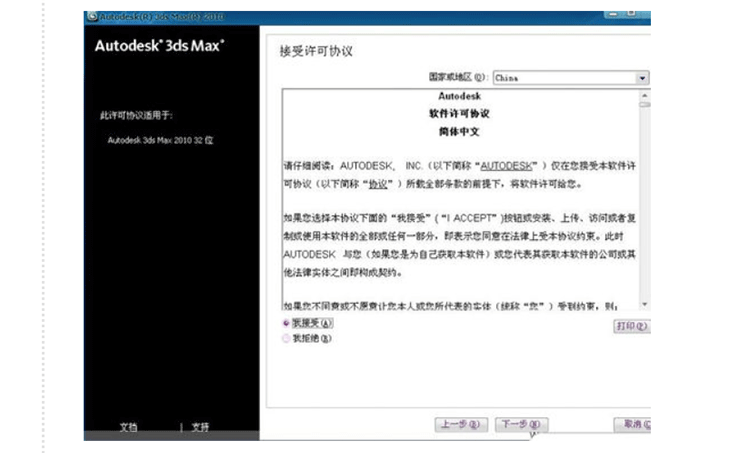 Autodesk(R) 3ds Max(R) 2010
Autodesk® 3ds Max®
此许可协议适用于:
Autodesk 3ds Max 2010 32 位
文档 | 支持
接受许可协议
国家或地区(O): China
Autodesk
软件许可协议
简体中文
请仔细阅读: AUTODESK, INC.(以下简称“AUTODESK”)仅在您接受本软件许
可协议(以下简称“协议”)所载全部条款的前提下, 将软件许可给您。
如果您选择本协议下面的“我接受”(“I ACCEPT”)按钮或安装、上传、访问或者复
制或使用本软件的全部或任何一部分, 即表示您同意在法律上受本协议约束。此时
AUTODESK 与您(如果您是为自己获取本软件)或您代表其获取本软件的公司或其
他法律实体之间即构成契约。
如果您不同意或不愿意让您本人或您所代表的实体(统称“您”)受到约束, 则:
我接受(A)
我拒绝(R)
打印(P)
上一步(B)
下一步(N)
取消(C